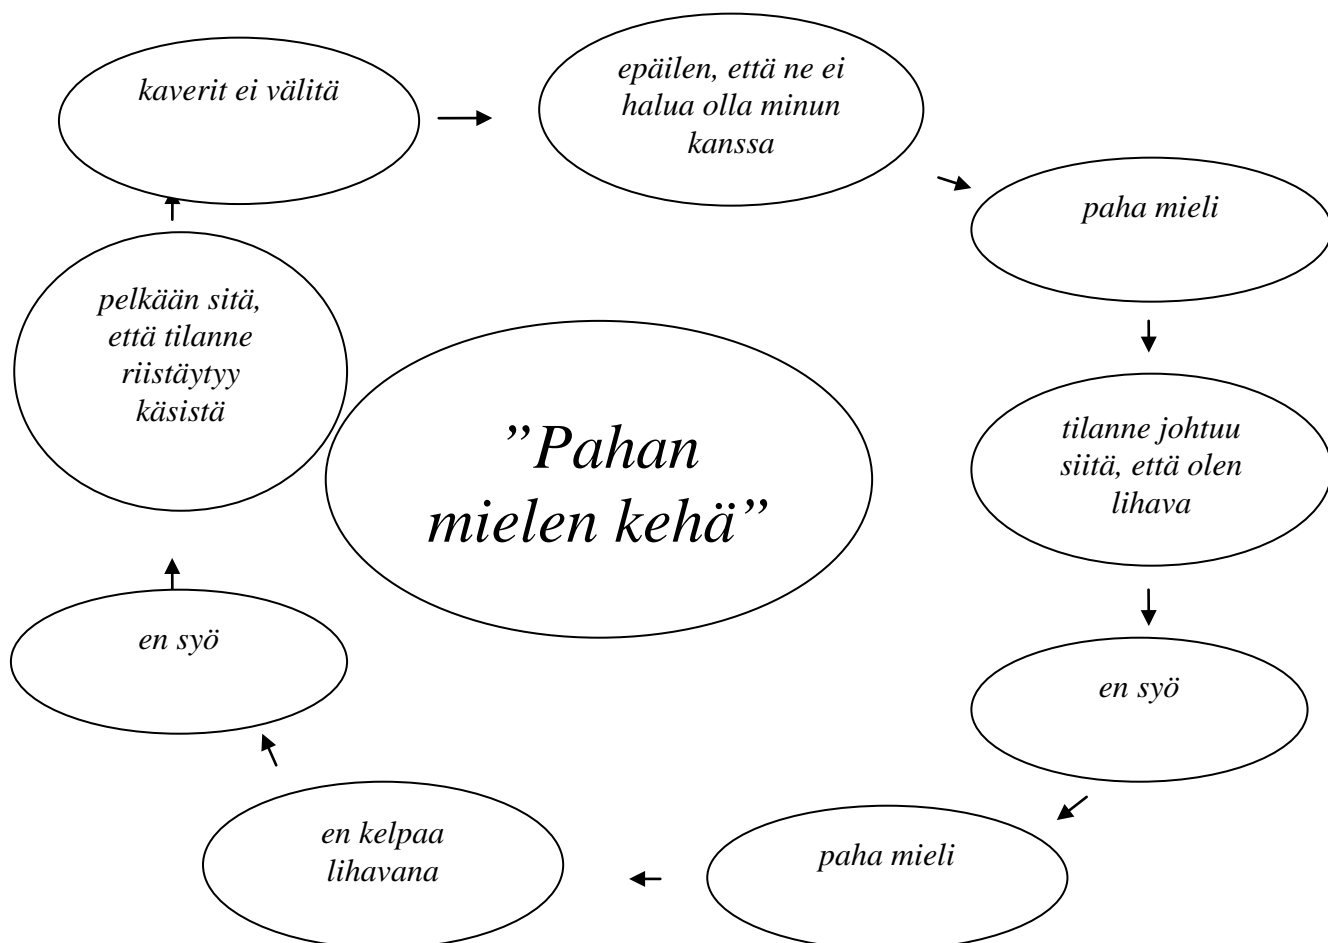 kaverit ei välitä
epäilen, että ne ei
halua olla minun
kanssa
paha mieli
tilanne johtuu
siitä, että olen
lihava
en syö
paha mieli
en kelpaa
lihavana
en syö
pelkään sitä,
että tilanne
riistäytyy
käsistä
”Pahan
mielen kehä”